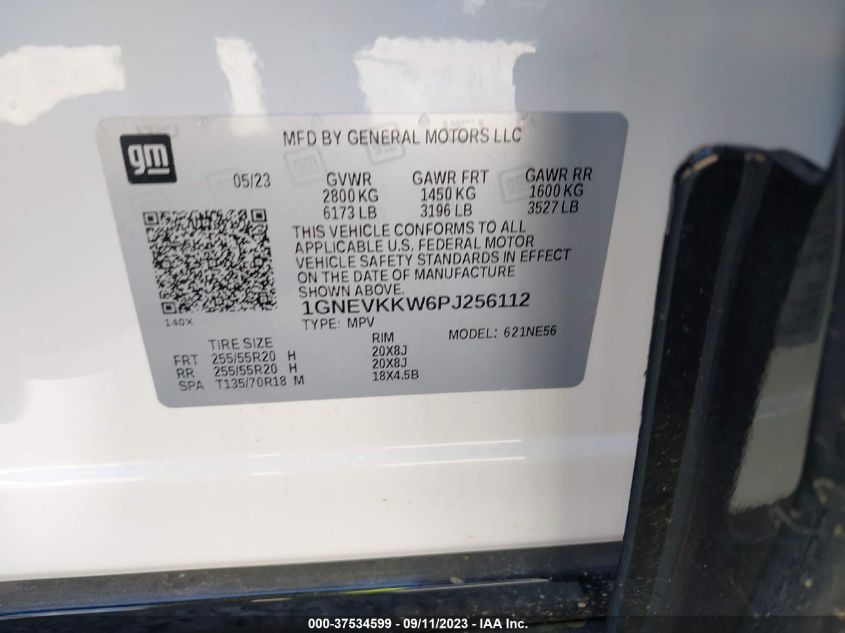 gm
MFD BY GENERAL MOTORS LLC
05/23 GVWR GAWR FRT GAWR RR
2800 KG 1450 KG 1600 KG
6173 LB 3196 LB 3527 LB
THIS VEHICLE CONFORMS TO ALL
APPLICABLE U.S. FEDERAL MOTOR
VEHICLE SAFETY STANDARDS IN EFFECT
ON THE DATE OF MANUFACTURE
SHOWN ABOVE.
1GNEVKKW6PJ256112
140X
TYPE: MPV MODEL: 621NE56
TIRE SIZE RIM
FRT 255/55R20 H 20X8J
RR 255/55R20 H 20X8J
SPA T135/70R18 M 18X4.5B
000-37534599 - 09/11/2023 - IAA Inc.